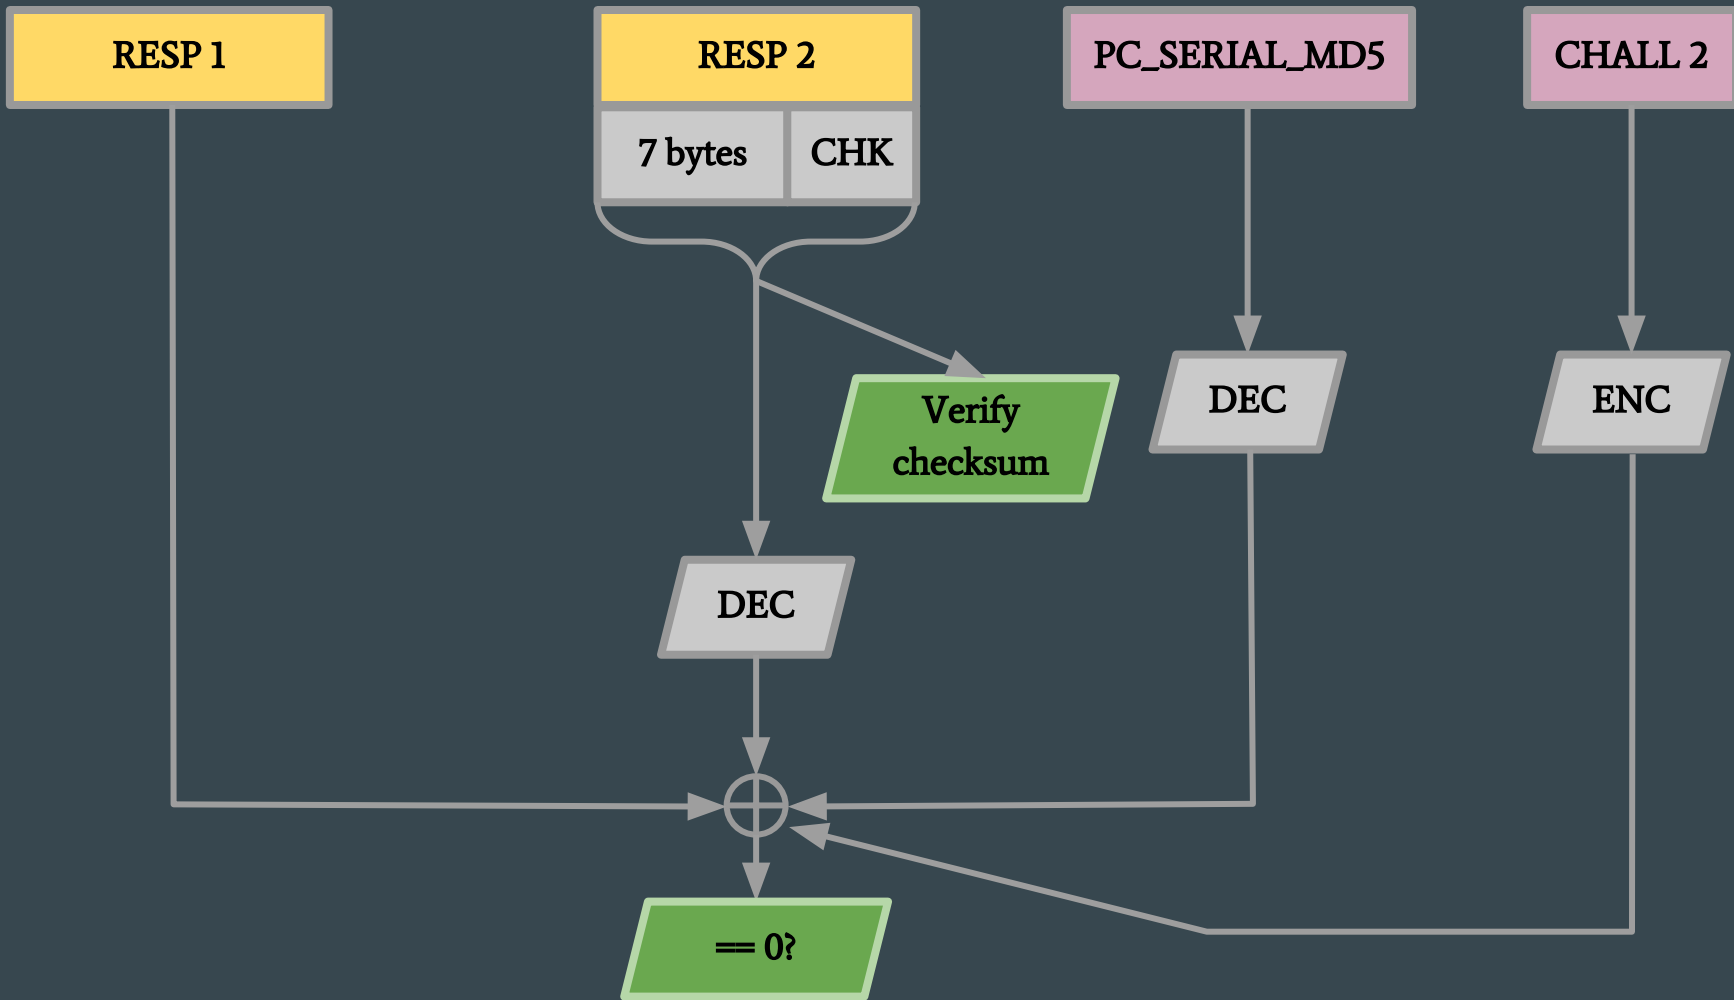 RESP 1
RESP 2
PC_SERIAL_MD5
CHALL 2
7 bytes
CHK
Verify
checksum
DEC
ENC
DEC
== 0?